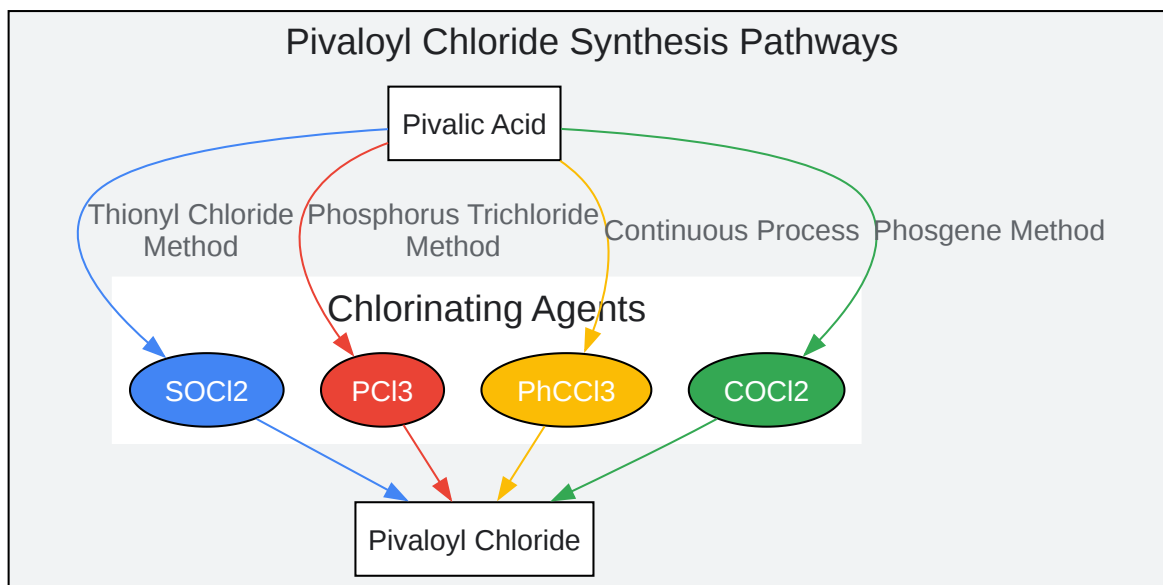 Pivaloyl Chloride Synthesis Pathways
Pivalic Acid
Thionyl Chloride
Method
Phosphorus Trichloride
Method
Continuous Process
Phosgene Method
Chlorinating Agents
SOCl2
PCl3
PhCCl3
COCl2
Pivaloyl Chloride